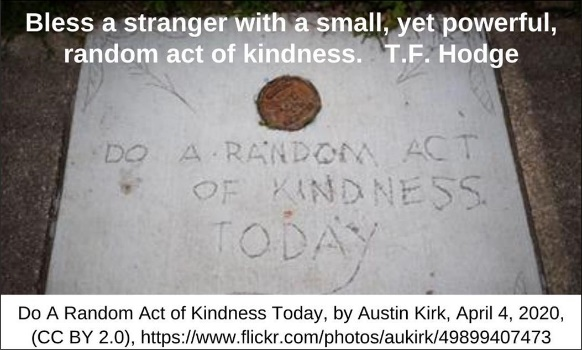 Bless a stranger with a small, yet powerful,
random act of kindness. T.F. Hodge
DO A RANDOM ACT
OF KINDNESS
TODAY
Do A Random Act of Kindness Today, by Austin Kirk, April 4, 2020,
(CC BY 2.0), https://www.flickr.com/photos/aukirk/49899407473